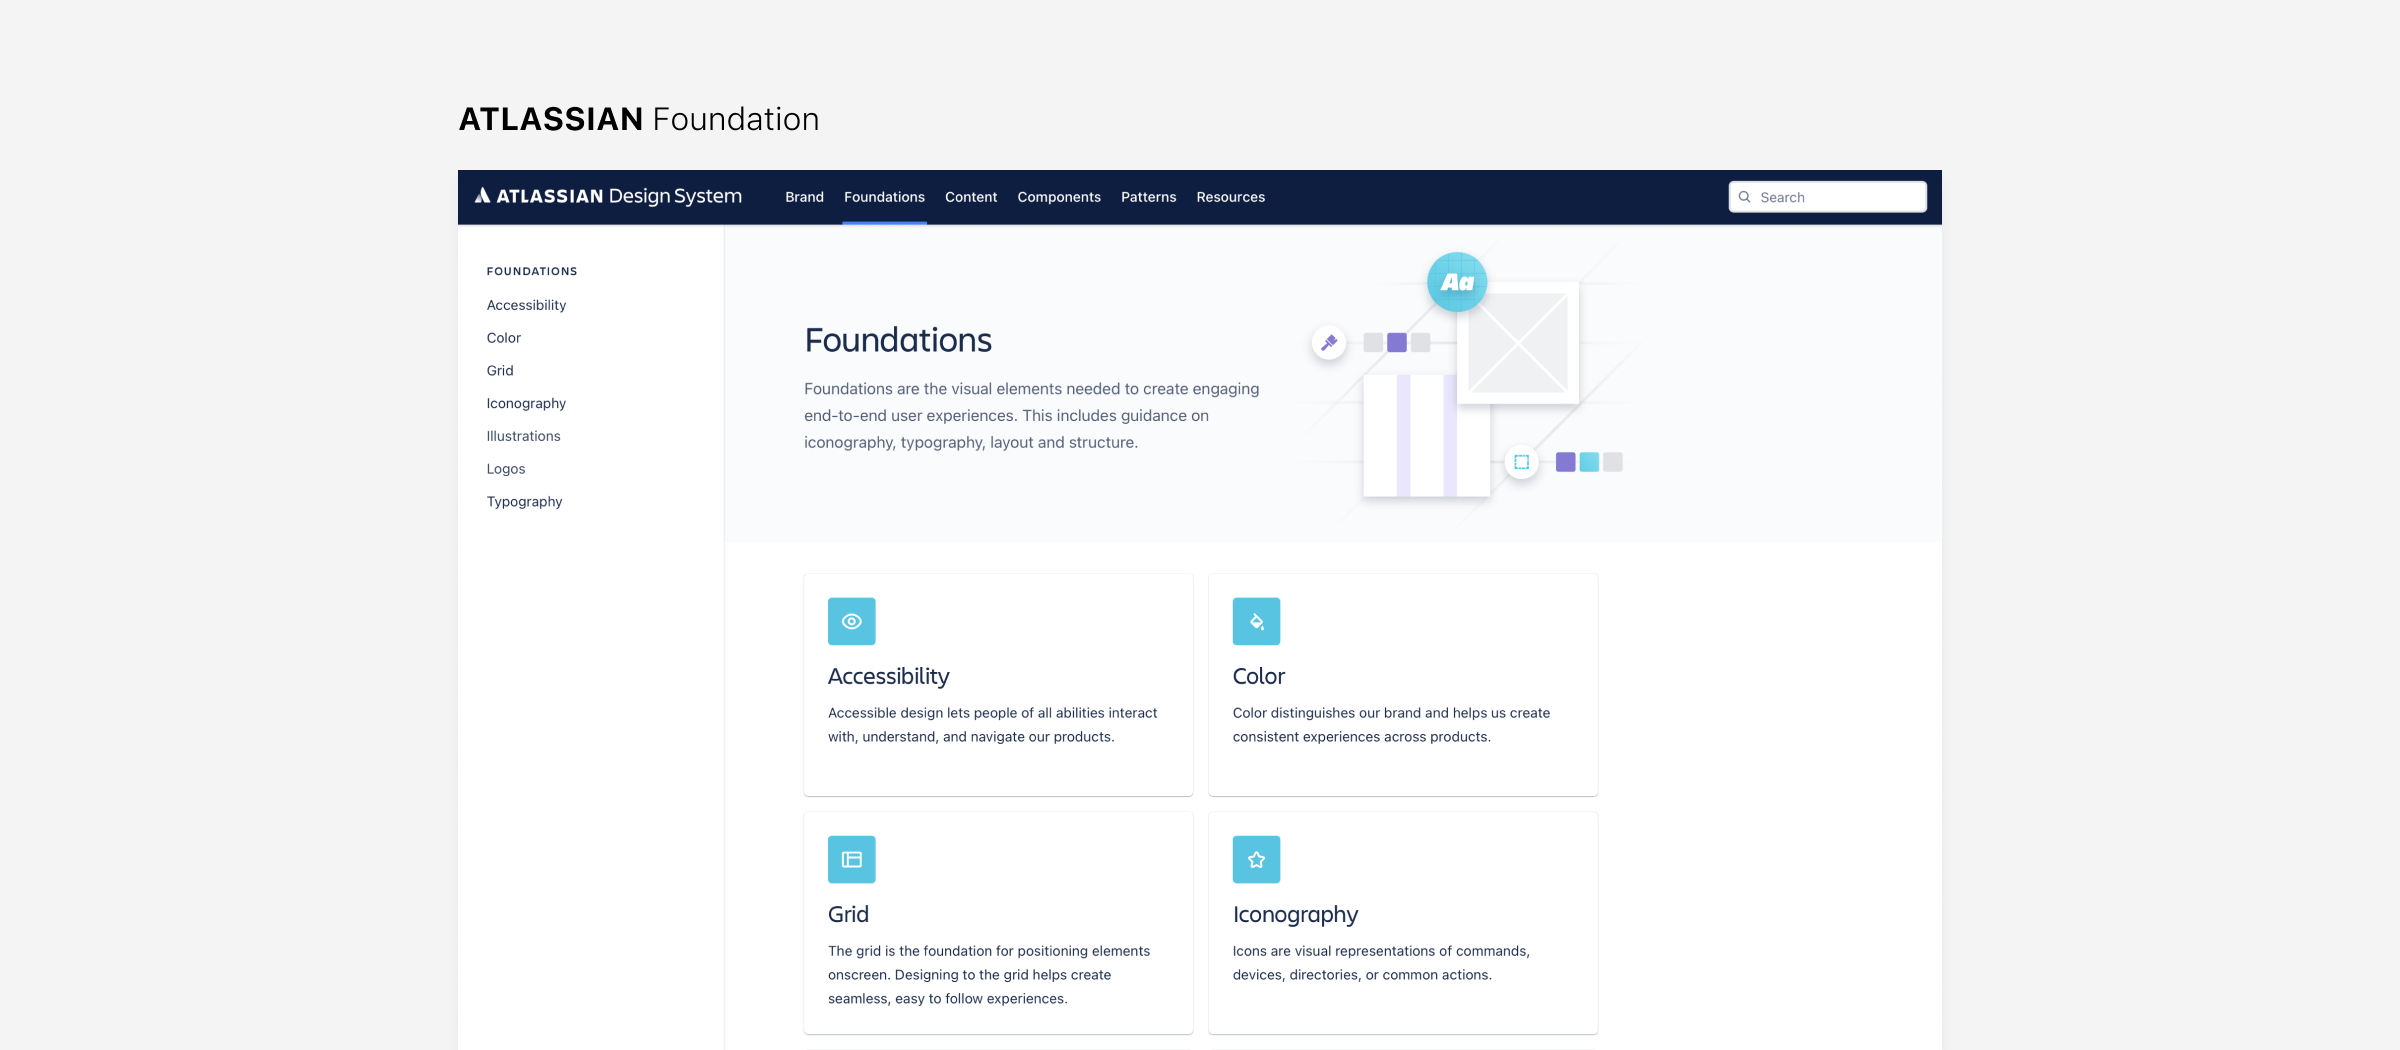 ATLASSIAN Foundation
ATLASSIAN Design System
Brand
Foundations
Content
Components
Patterns
Resources
Search
FOUNDATIONS
Accessibility
Color
Grid
Iconography
Illustrations
Logos
Typography
Foundations
Foundations are the visual elements needed to create engaging
end-to-end user experiences. This includes guidance on
iconography, typography, layout and structure.
Aa
Accessibility
Accessible design lets people of all abilities interact
with, understand, and navigate our products.
Color
Color distinguishes our brand and helps us create
consistent experiences across products.
Grid
The grid is the foundation for positioning elements
onscreen. Designing to the grid helps create
seamless, easy to follow experiences.
Iconography
Icons are visual representations of commands,
devices, directories, or common actions.